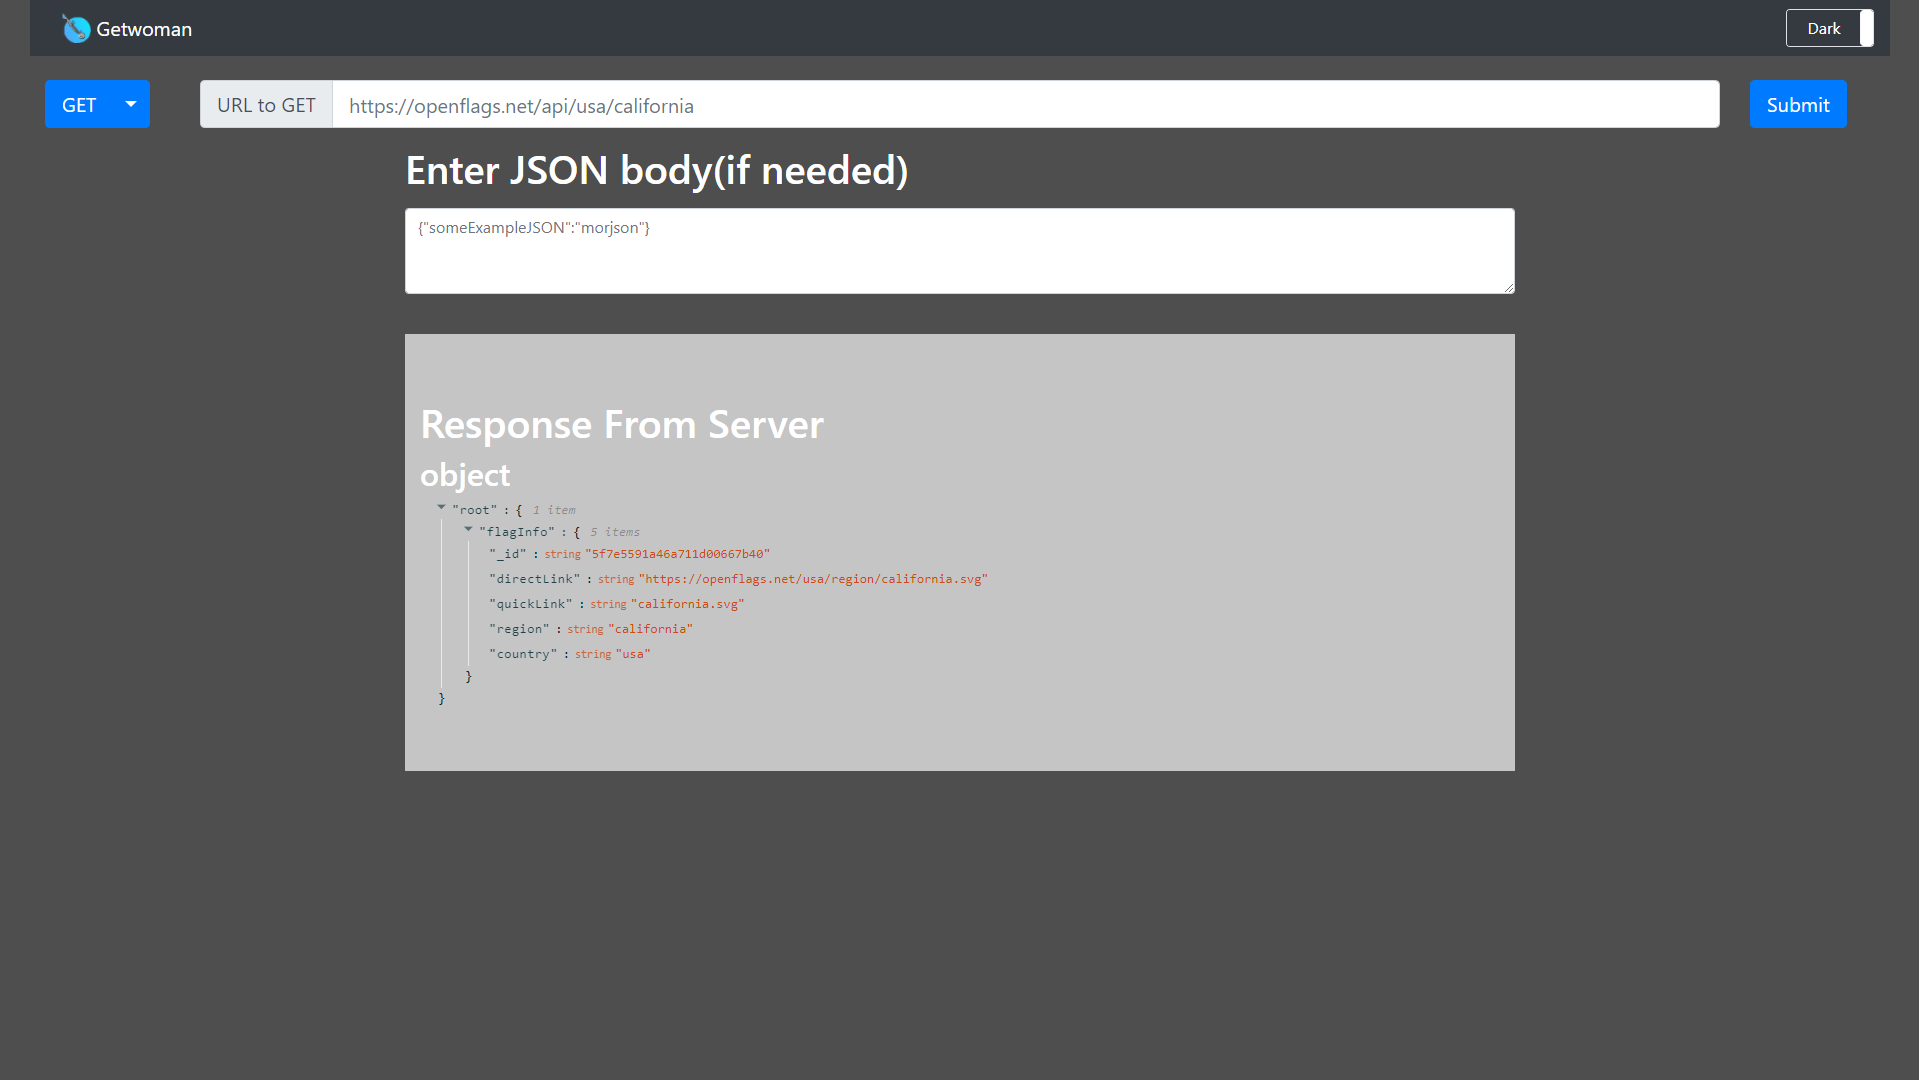 Getwoman
Dark
GET
URL to GET
https://openflags.net/api/usa/california
Submit
Enter JSON body(if needed)
{"someExampleJSON":"morjson"}
Response From Server
object
"root" : { 1 item
"flagInfo" : { 5 items
"_id" : string "5f7e5591a46a711d00667b40"
"directLink" : string "https://openflags.net/usa/region/california.svg"
"quickLink" : string "california.svg"
"region" : string "california"
"country" : string "usa"
}
}